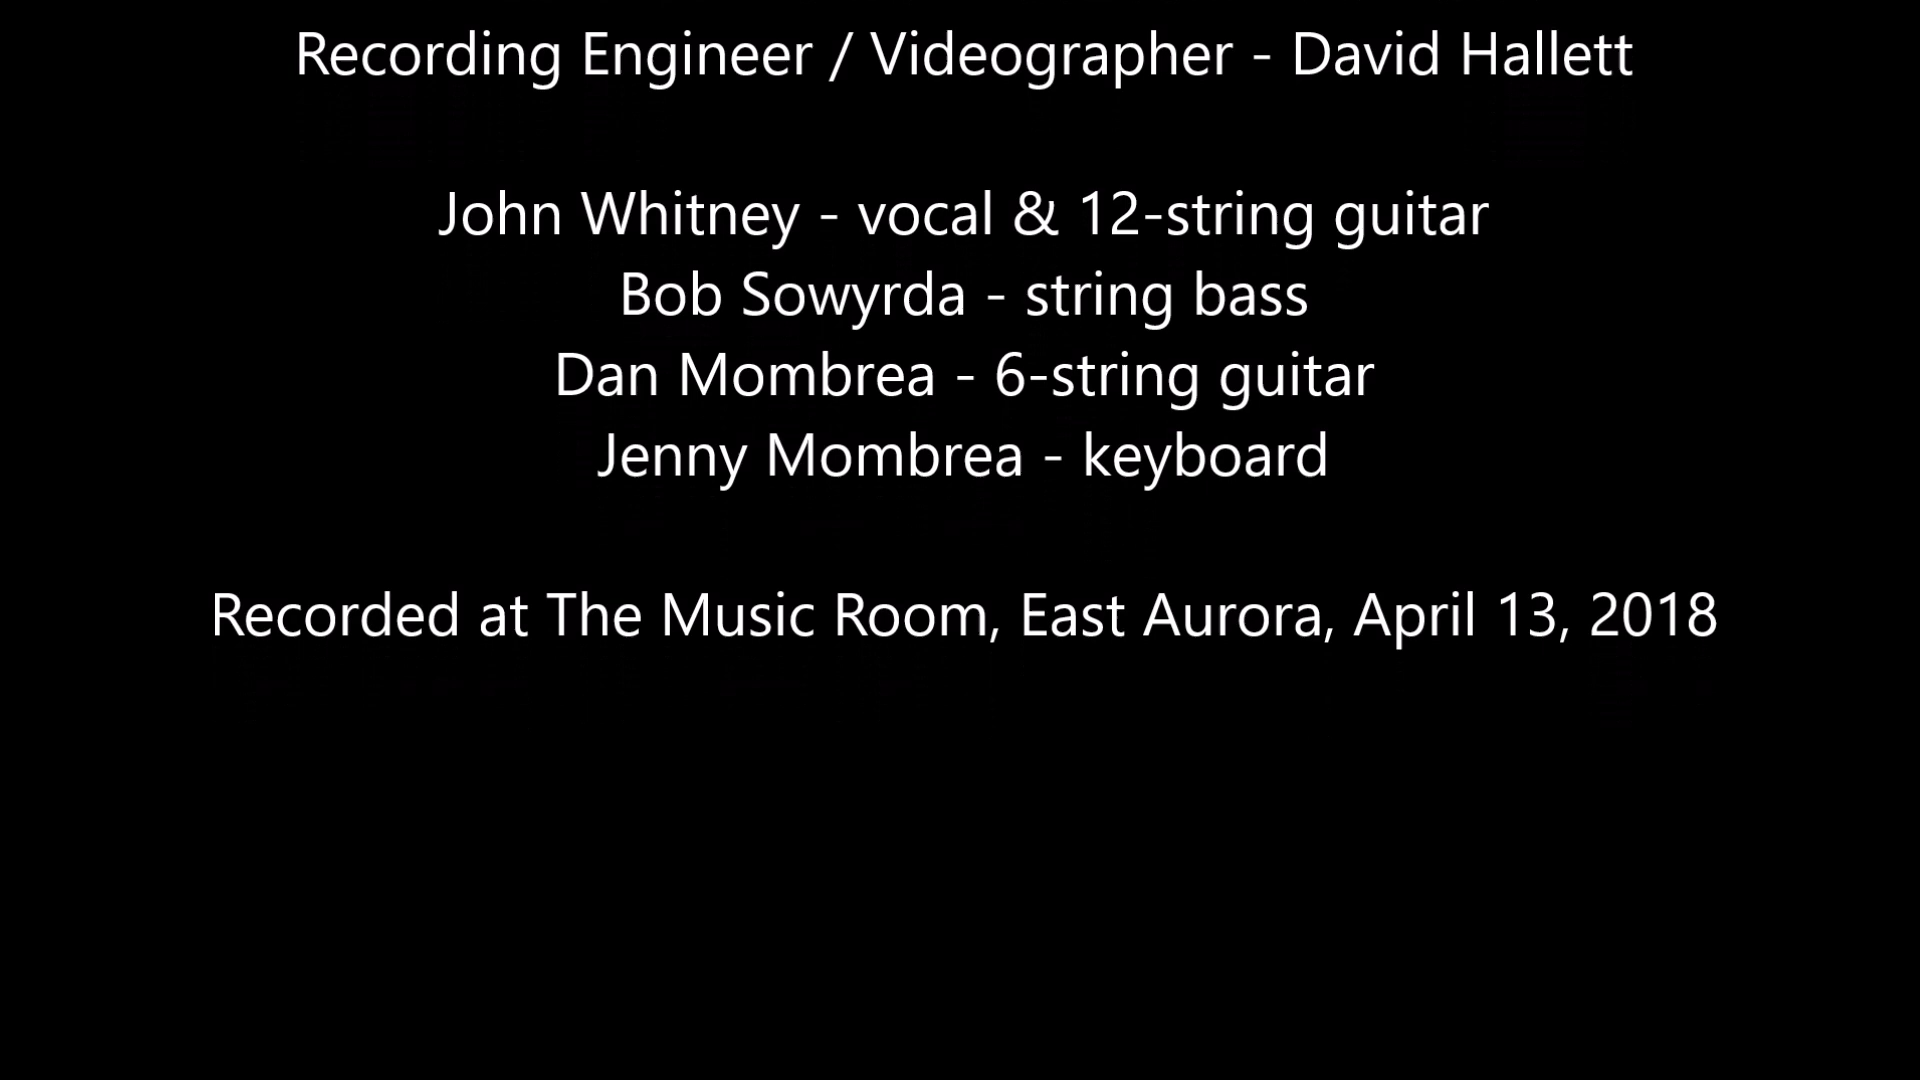 Recording Engineer / Videographer - David Hallett
John Whitney - vocal & 12-string guitar
Bob Sowyrda - string bass
Dan Mombrea - 6-string guitar
Jenny Mombrea - keyboard
Recorded at The Music Room, East Aurora, April 13, 2018